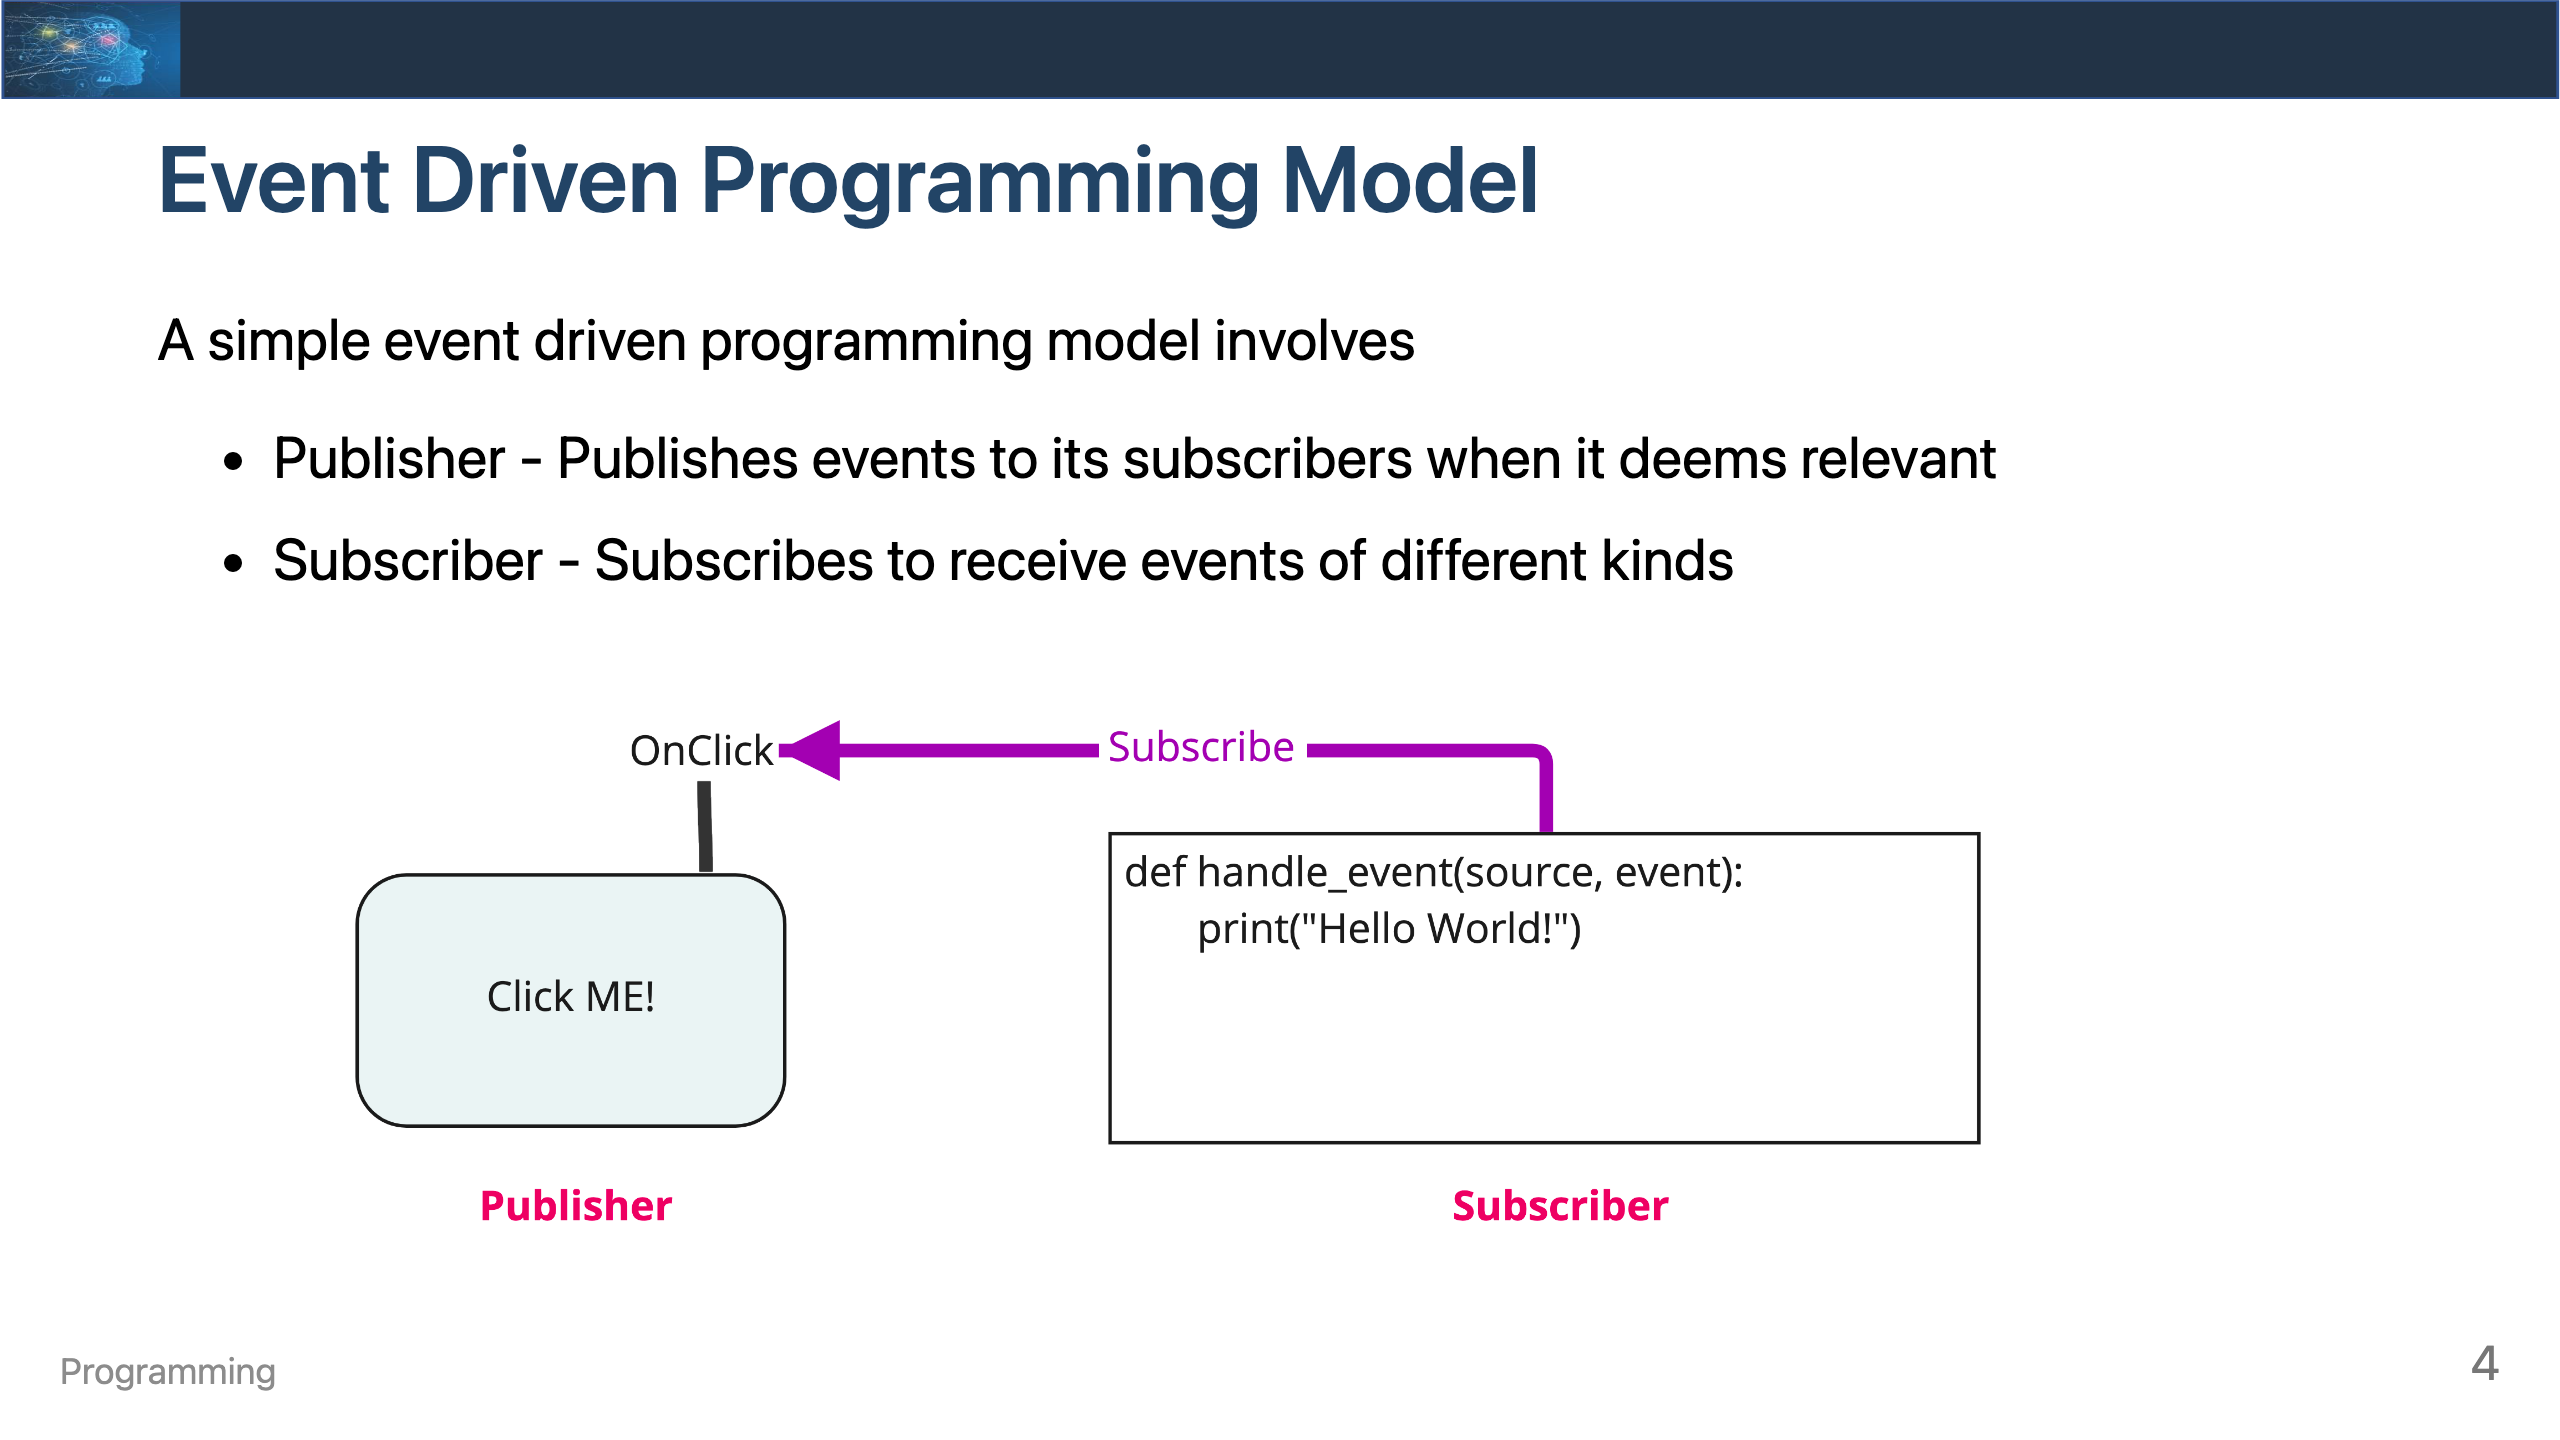 Event Driven Programming Model
A simple event driven programming model involves
• Publisher - Publishes events to its subscribers when it deems relevant
• Subscriber - Subscribes to receive events of different kinds
OnClick
Subscribe
def handle_event(source, event):
print("Hello World!")
Click ME!
Publisher
Subscriber
Programming
4